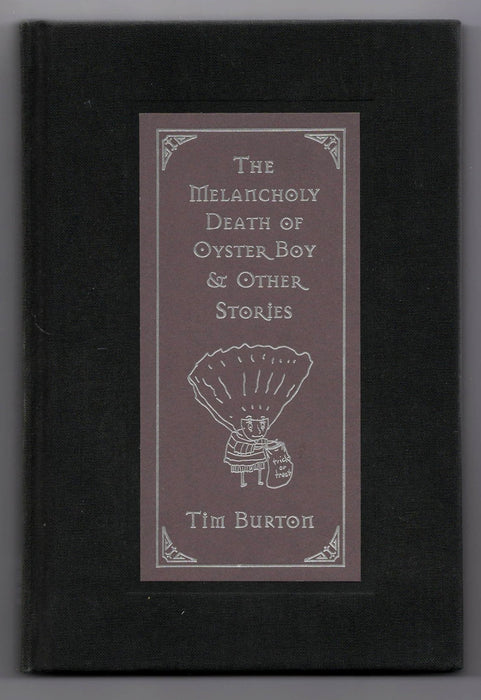 The
Melancholy
Death of
Oyster Boy
& Other
Stories
trick
or
treat
Tim Burton